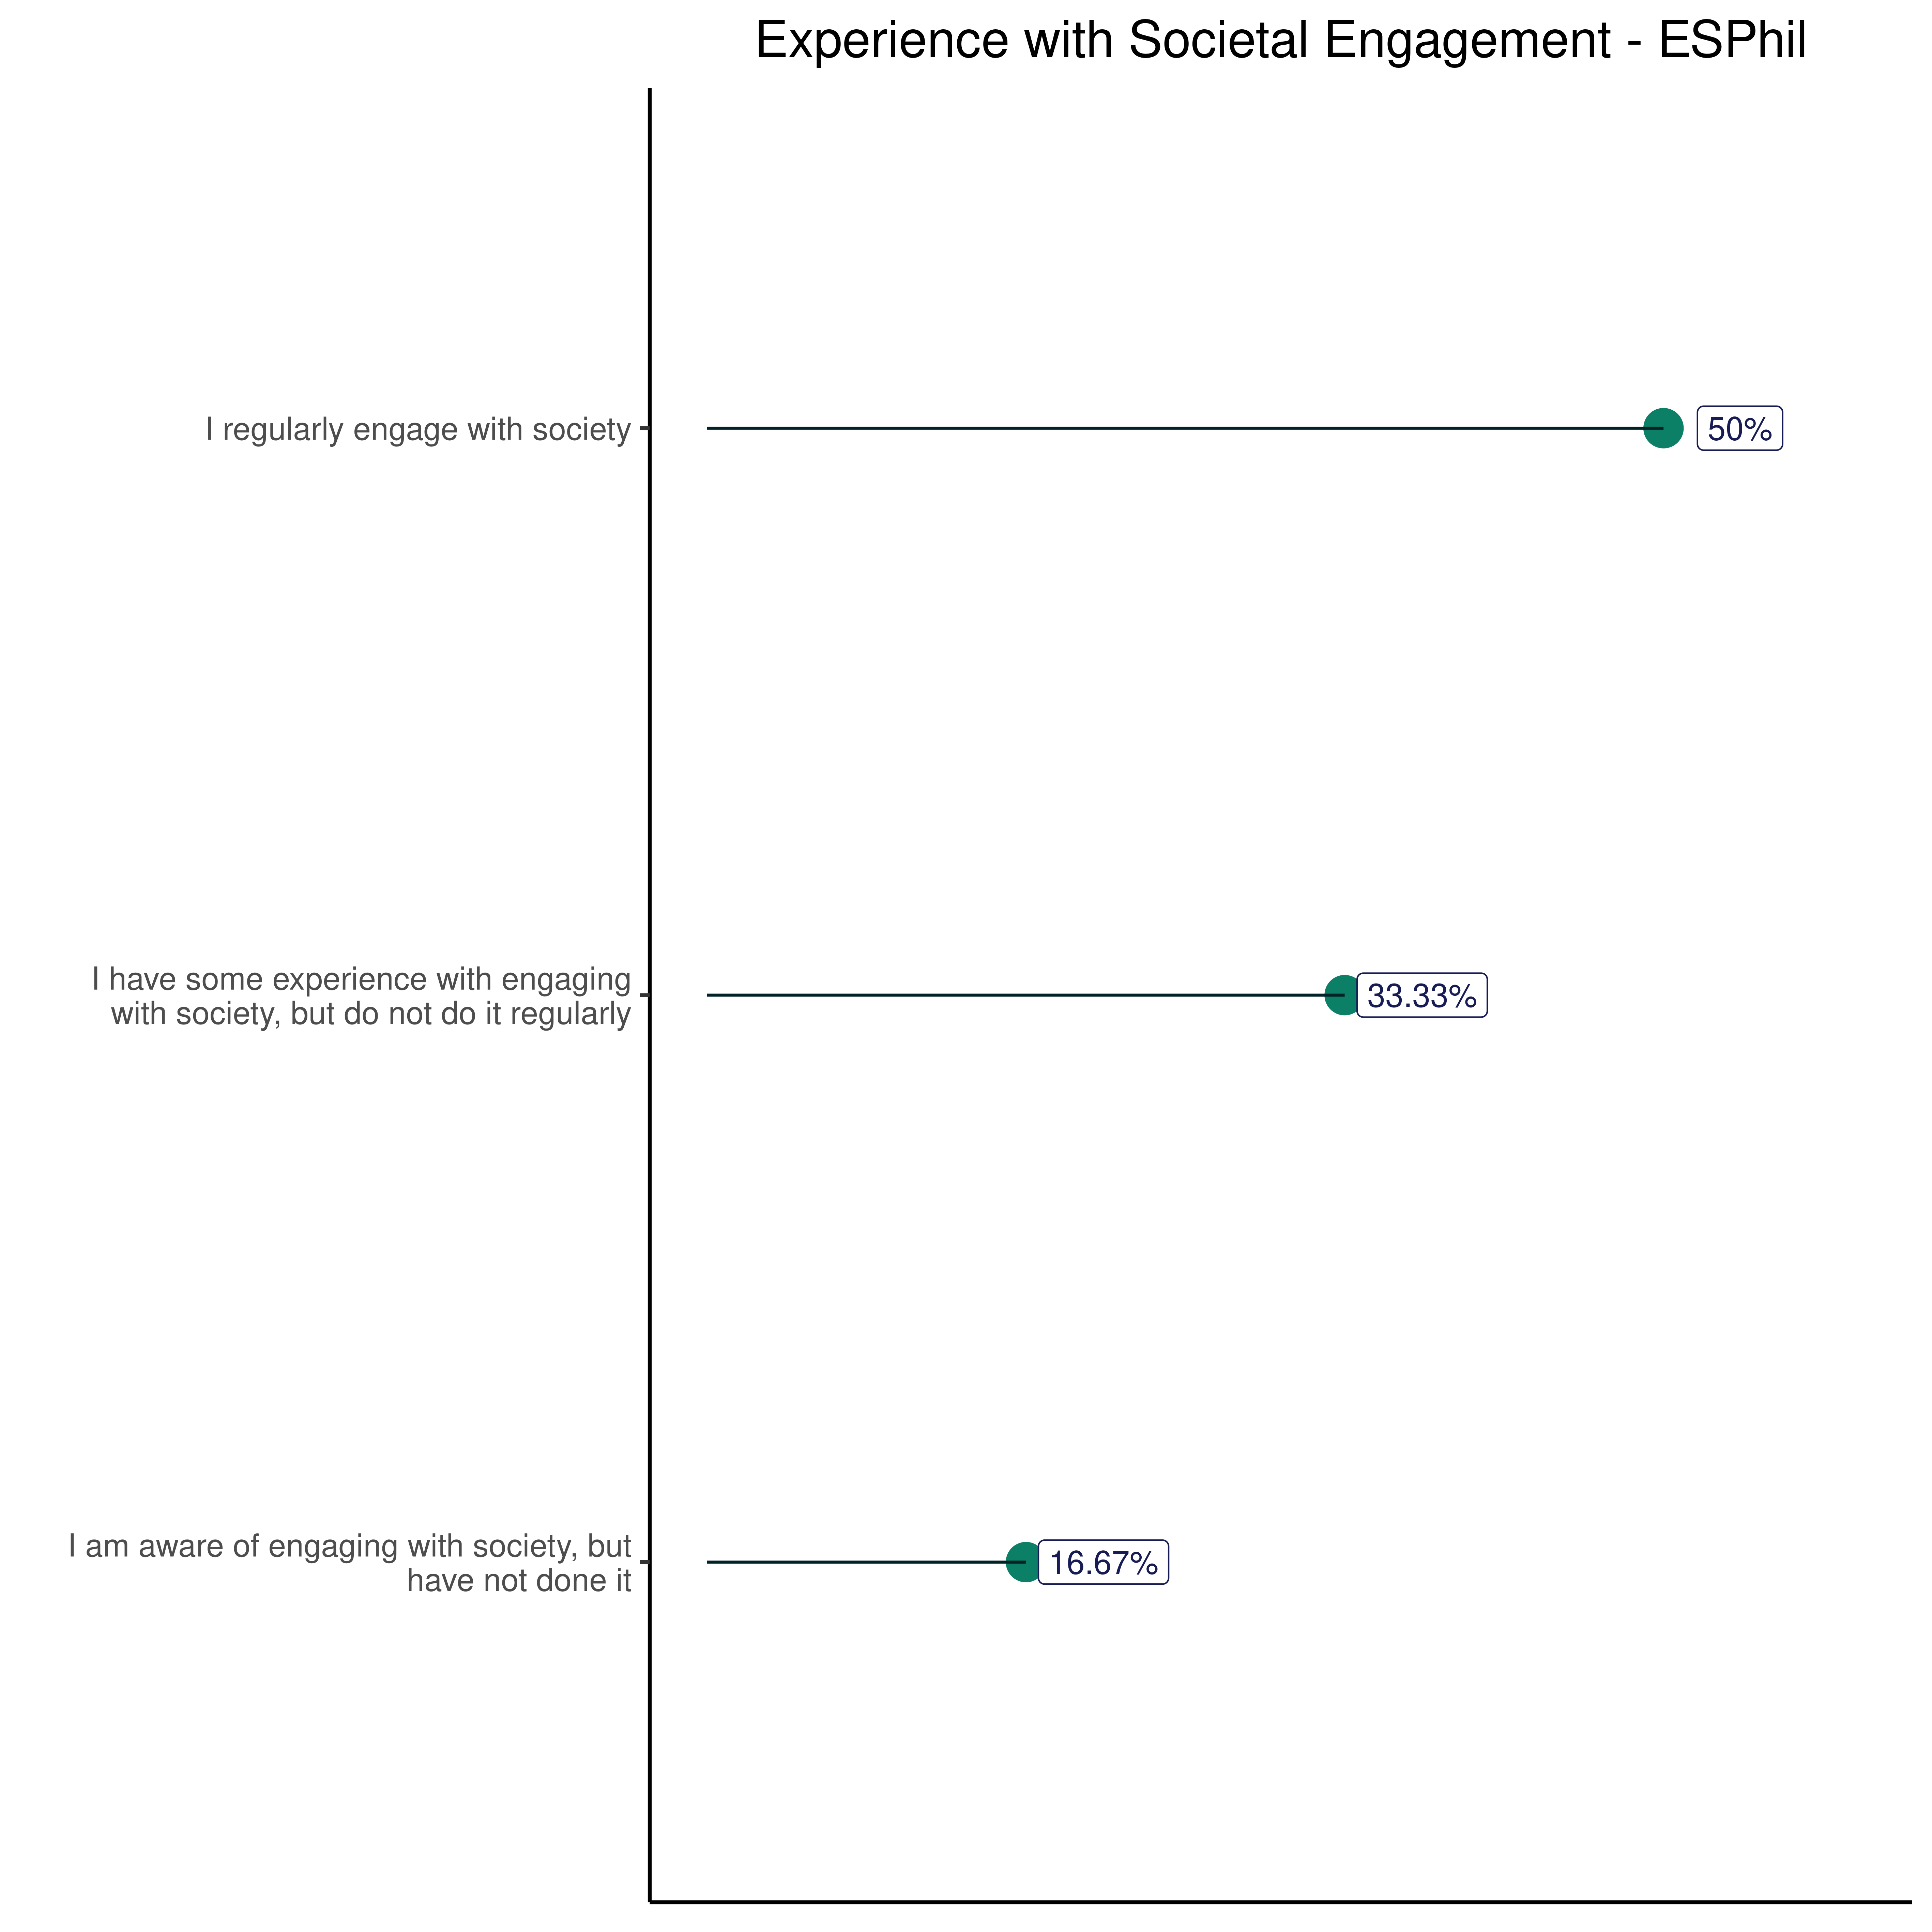 Experience with Societal Engagement - ESPhil
I regularly engage with society
50%
I have some experience with engaging
with society, but do not do it regularly
33.33%
I am aware of engaging with society, but
have not done it
16.67%